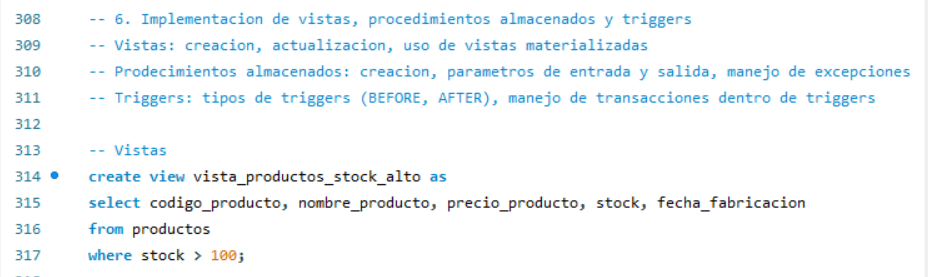 308 -- 6. Implementacion de vistas, procedimientos almacenados y triggers
309 -- Vistas: creacion, actualizacion, uso de vistas materializadas
310 -- Prodecimientos almacenados: creacion, parametros de entrada y salida, manejo de excepciones
311 -- Triggers: tipos de triggers (BEFORE, AFTER), manejo de transacciones dentro de triggers
312
313 -- Vistas
314 create view vista_productos_stock_alto as
315 select codigo_producto, nombre_producto, precio_producto, stock, fecha_fabricacion
316 from productos
317 where stock > 100;